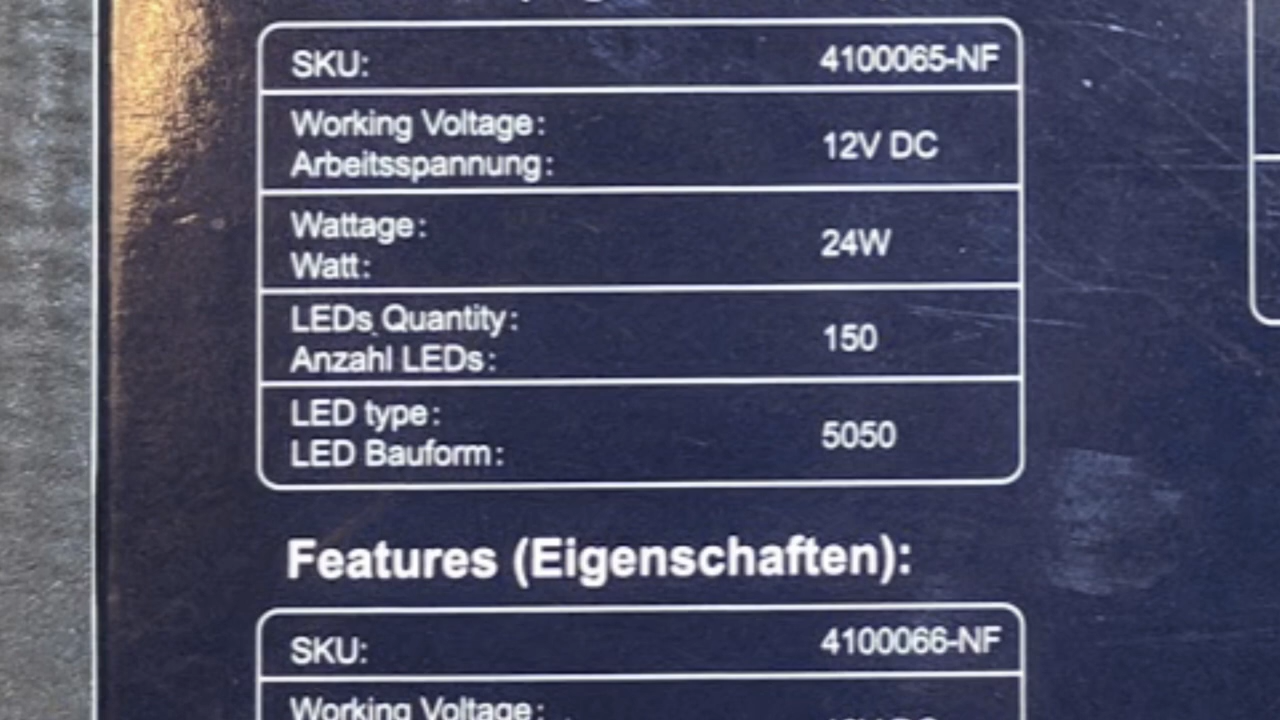 SKU: 4100065-NF
Working Voltage:
Arbeitsspannung: 12V DC
Wattage:
Watt: 24W
LEDs Quantity:
Anzahl LEDs: 150
LED type:
LED Bauform: 5050
Features (Eigenschaften):
SKU: 4100066-NF
Working Voltage: